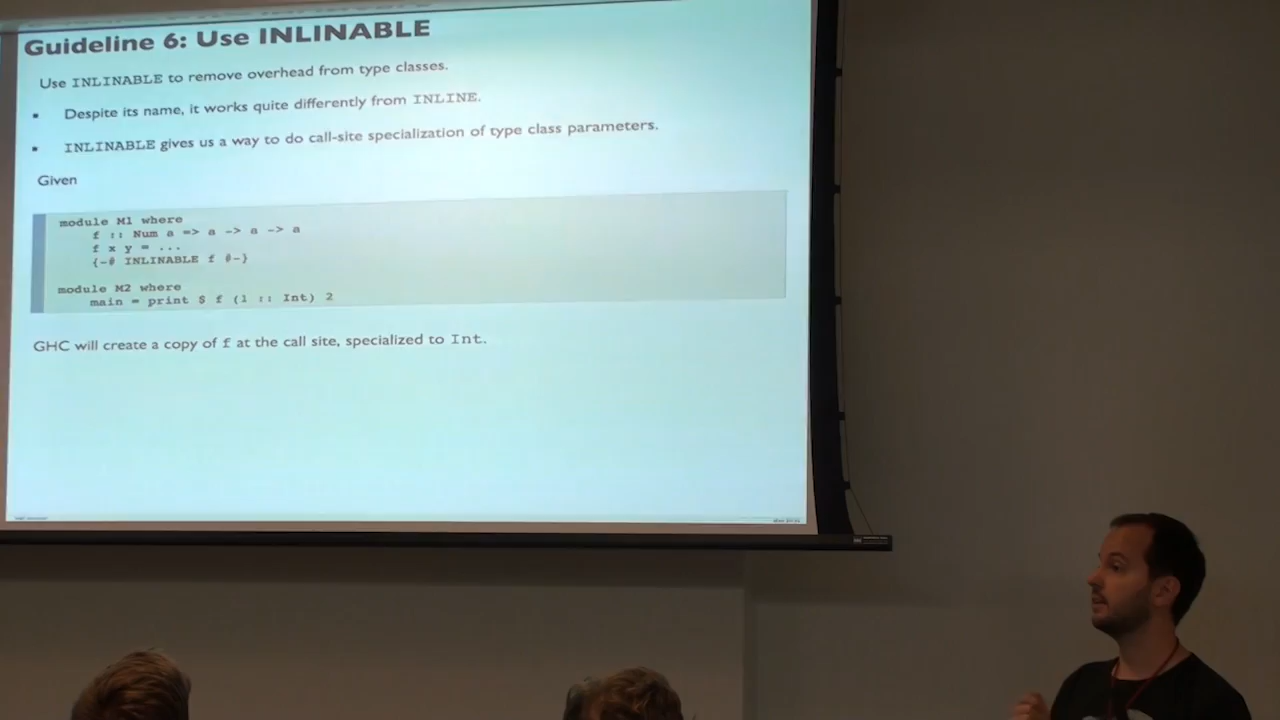 Guideline 6: Use INLINABLE
Use INLINABLE to remove overhead from type classes.
▪ Despite its name, it works quite differently from INLINE.
▪ INLINABLE gives us a way to do call-site specialization of type class parameters.
Given
module M1 where
f :: Num a => a -> a -> a
f x y = ...
{-# INLINABLE f #-}
module M2 where
main = print $ f (1 :: Int) 2
GHC will create a copy of f at the call site, specialized to Int.